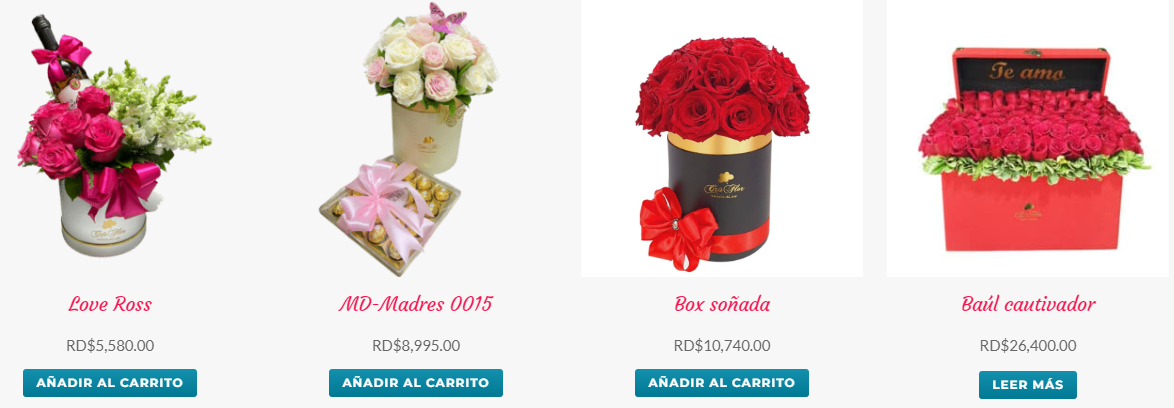 Te amo
Love Ross
MD-Madres 0015
Box soñada
Baúl cautivador
RD$5,580.00
RD$8,995.00
RD$10,740.00
RD$26,400.00
AÑADIR AL CARRITO
AÑADIR AL CARRITO
AÑADIR AL CARRITO
LEER MÁS